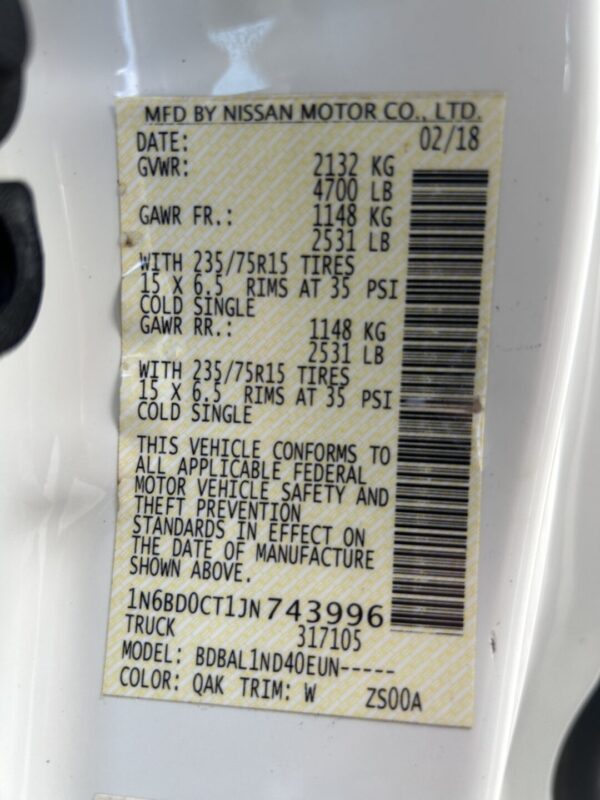 MFD BY NISSAN MOTOR CO., LTD.
DATE: 02/18
GVWR: 2132 KG
4700 LB
GAWR FR.: 1148 KG
2531 LB
WITH 235/75R15 TIRES
15 X 6.5 RIMS AT 35 PSI
COLD SINGLE
GAWR RR.: 1148 KG
2531 LB
WITH 235/75R15 TIRES
15 X 6.5 RIMS AT 35 PSI
COLD SINGLE
THIS VEHICLE CONFORMS TO
ALL APPLICABLE FEDERAL
MOTOR VEHICLE SAFETY AND
THEFT PREVENTION
STANDARDS IN EFFECT ON
THE DATE OF MANUFACTURE
SHOWN ABOVE.
1N6BD0CT1JN743996
TRUCK 317105
MODEL: BDBAL1ND40EUN-----
COLOR: QAK TRIM: W ZS00A